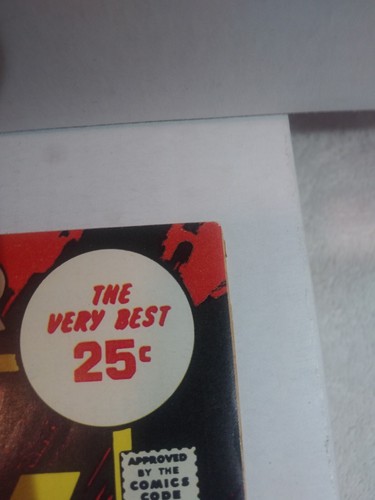 THE
VERY BEST
25¢
APPROVED
BY THE
COMICS
CODE